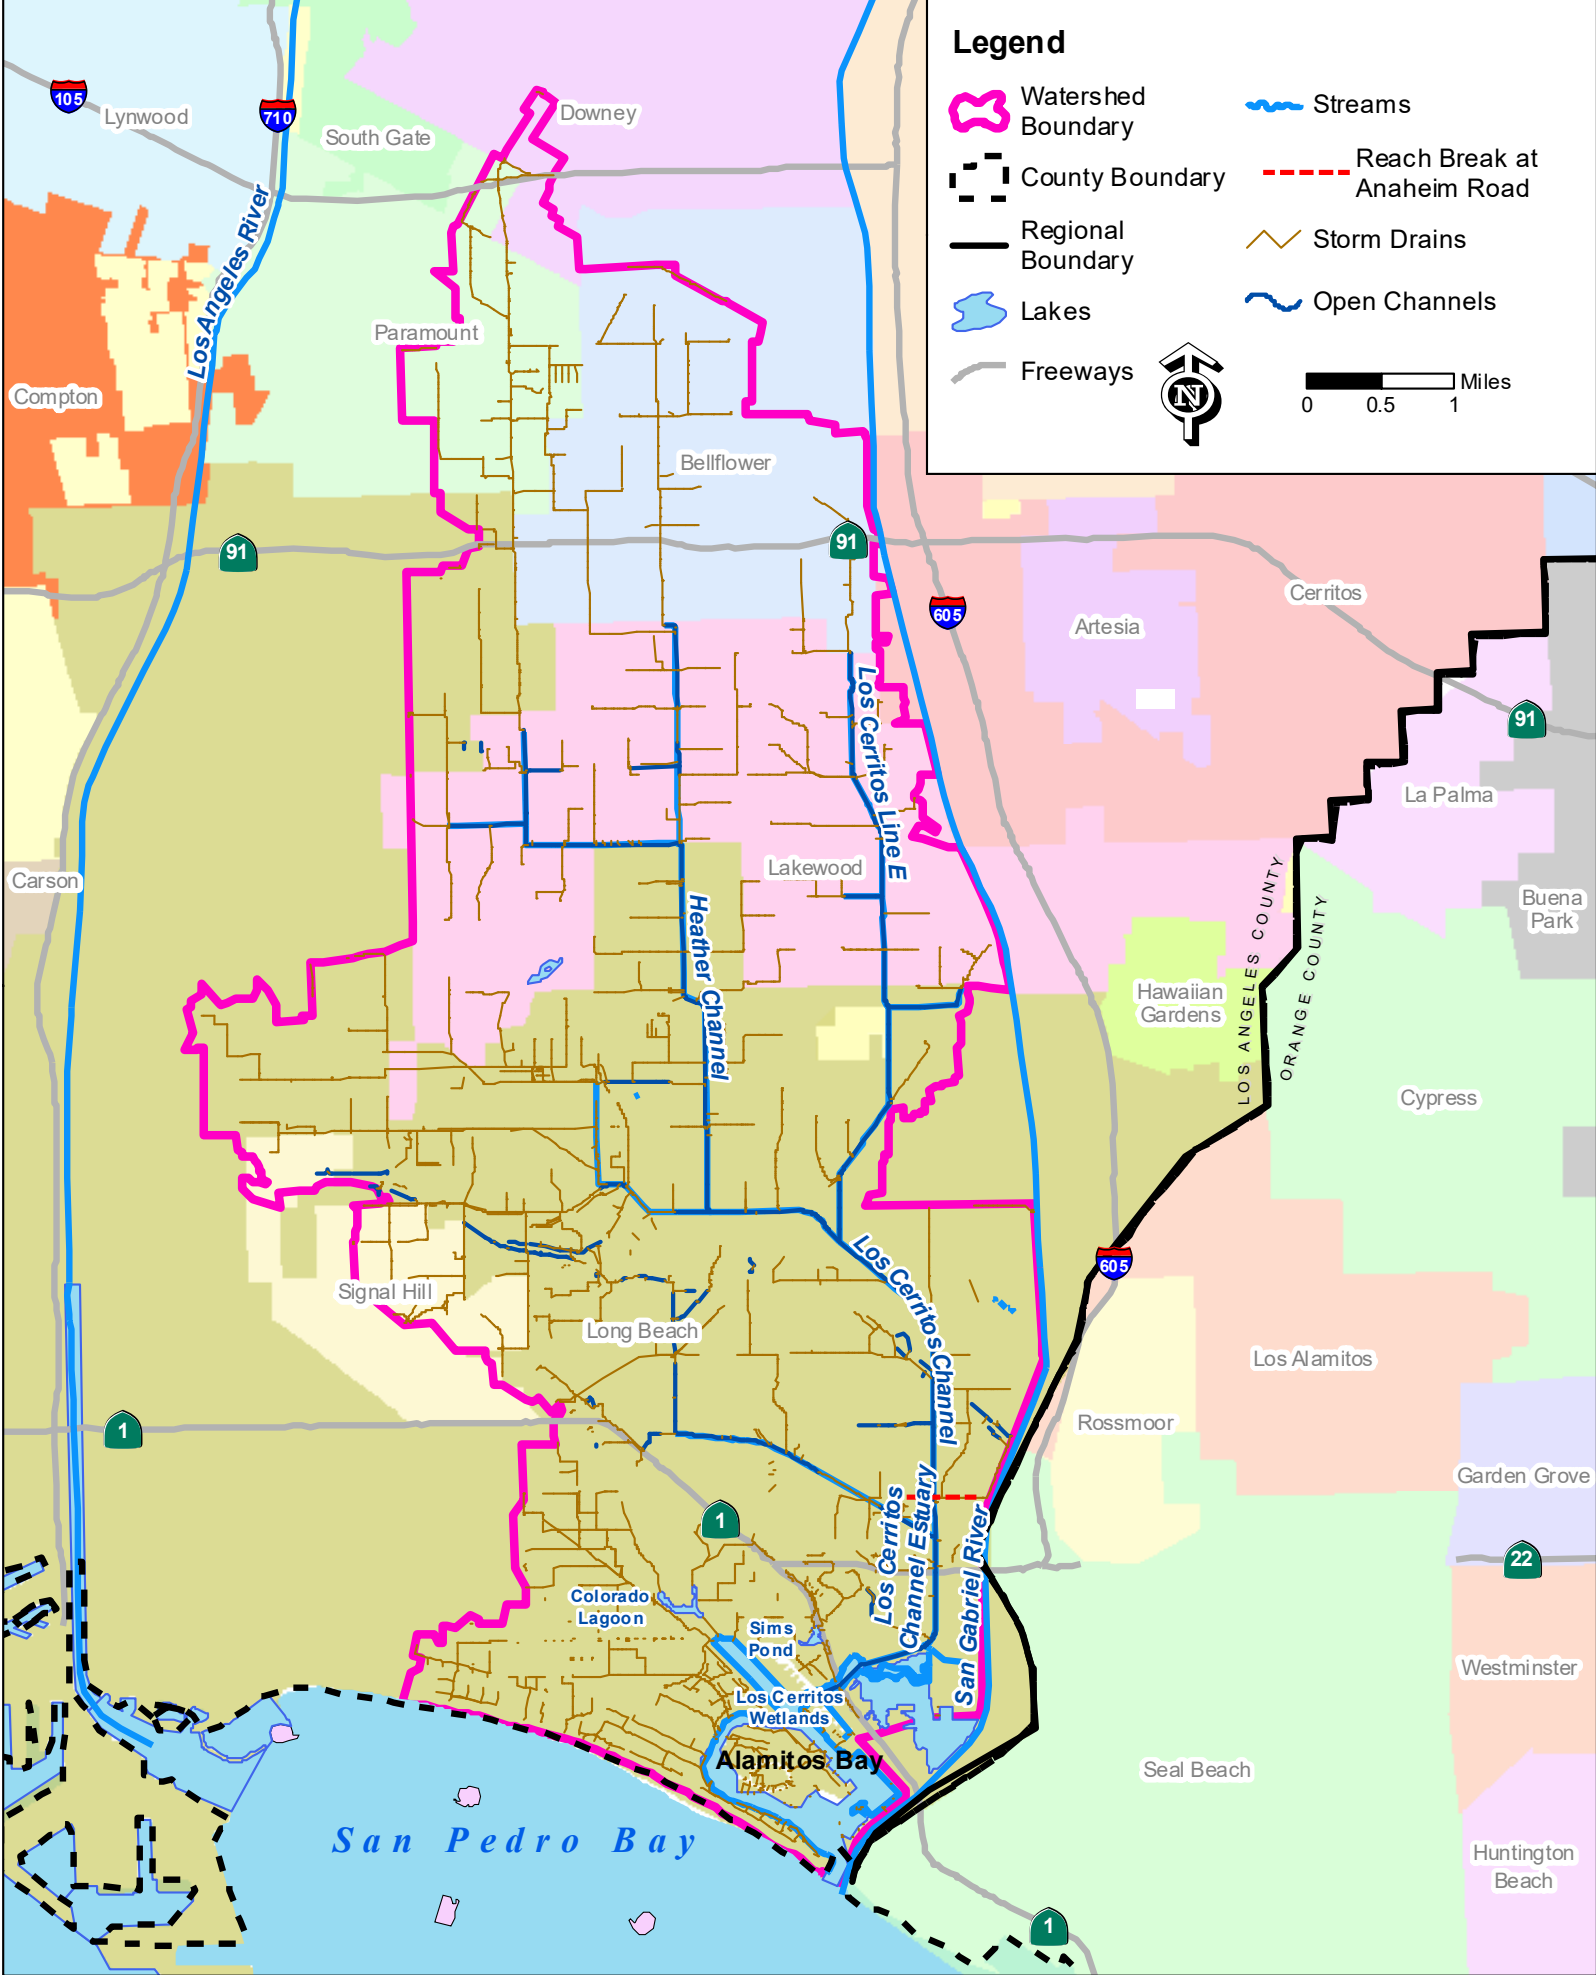 Legend
Watershed
Boundary
County Boundary
Regional
Boundary
Lakes
Freeways
Streams
Reach Break at
Anaheim Road
Storm Drains
Open Channels
N
Miles
0 0.5 1
105
710
Lynwood
Downey
South Gate
Los Angeles River
Paramount
Compton
Bellflower
91
91
605
Cerritos
Artesia
91
Los Cerritos Line E
La Palma
Lakewood
Carson
Buena
Park
Heather Channel
LOS ANGELES COUNTY
ORANGE COUNTY
Hawaiian
Gardens
Cypress
605
Los Cerritos Channel
Signal Hill
Long Beach
Los Alamitos
Rossmoor
1
Garden Grove
1
Los Cerritos
Channel Estuary
San Gabriel River
22
Colorado
Lagoon
Sims
Pond
Westminster
Los Cerritos
Wetlands
Alamitos Bay
Seal Beach
San Pedro Bay
Huntington
Beach
1